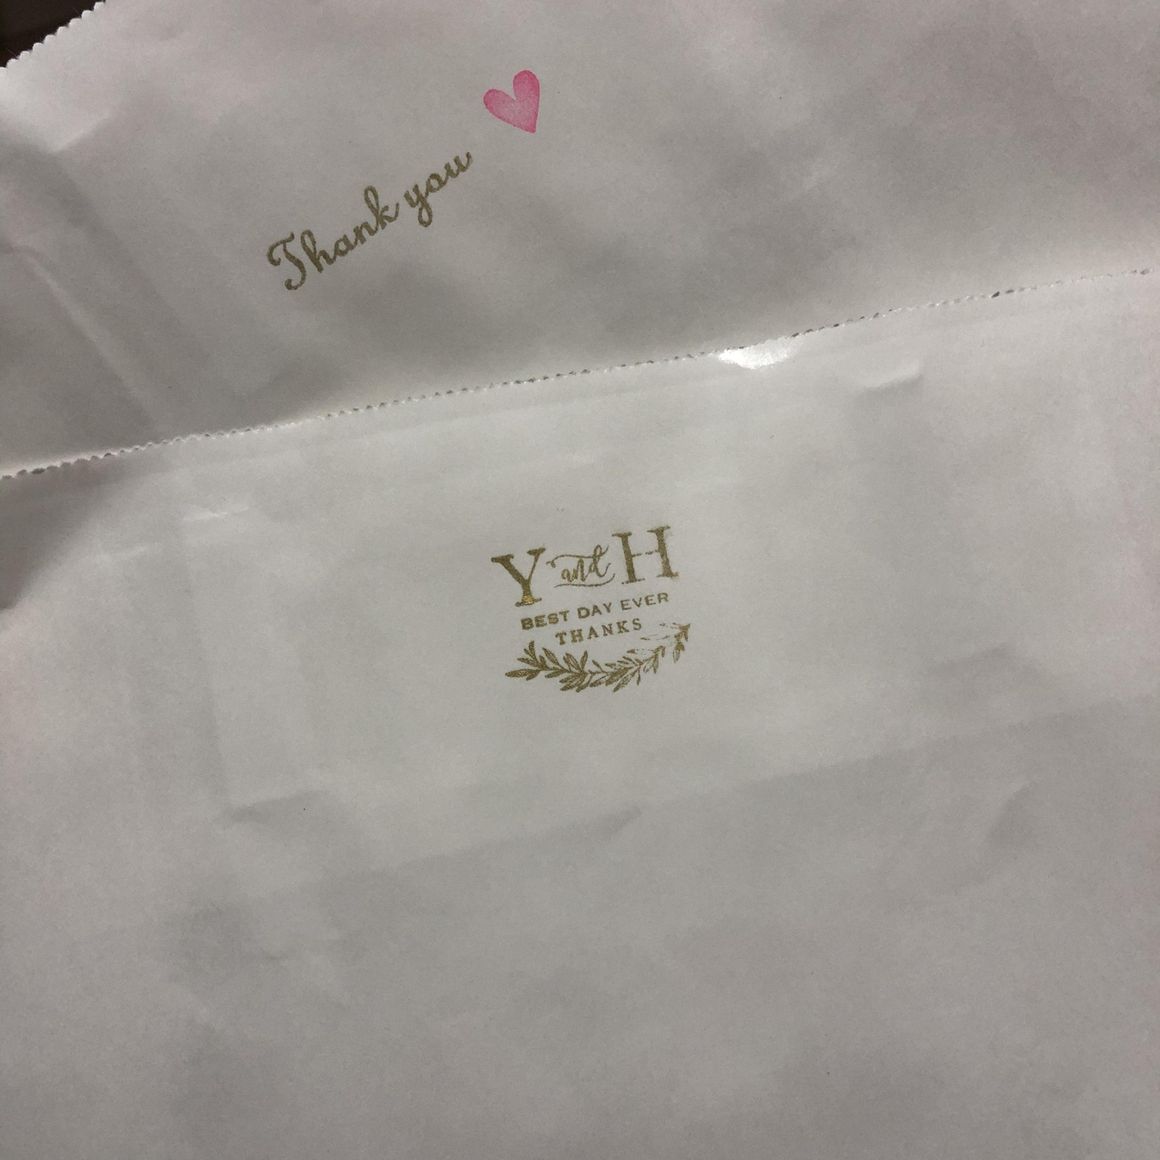 Thank you
Y and H
BEST DAY EVER
THANKS